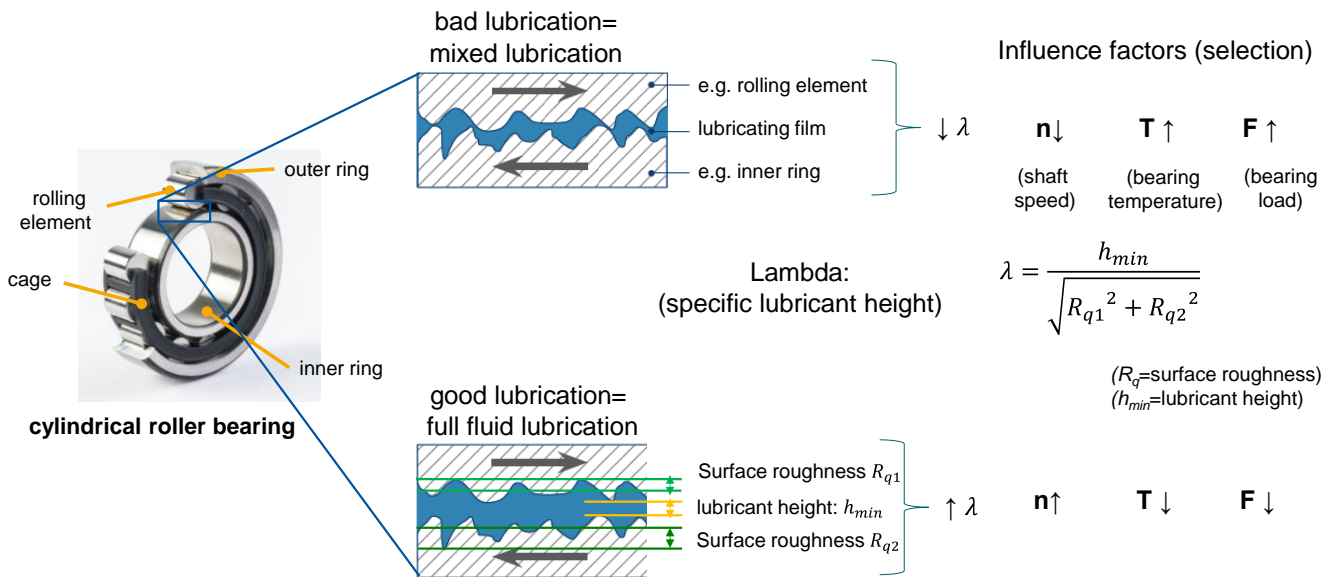 bad lubrication=
mixed lubrication
Influence factors (selection)
e.g. rolling element
lubricating film
e.g. inner ring
↓ λ
n↓ T ↑ F ↑
(shaft speed)
(bearing temperature)
(bearing load)
outer ring
rolling element
cage
inner ring
cylindrical roller bearing
Lambda:
(specific lubricant height)
λ = h_min / √(R_q1² + R_q2²)
(R_q=surface roughness)
(h_min=lubricant height)
good lubrication=
full fluid lubrication
Surface roughness R_q1
lubricant height: h_min
Surface roughness R_q2
↑ λ
n↑ T ↓ F ↓